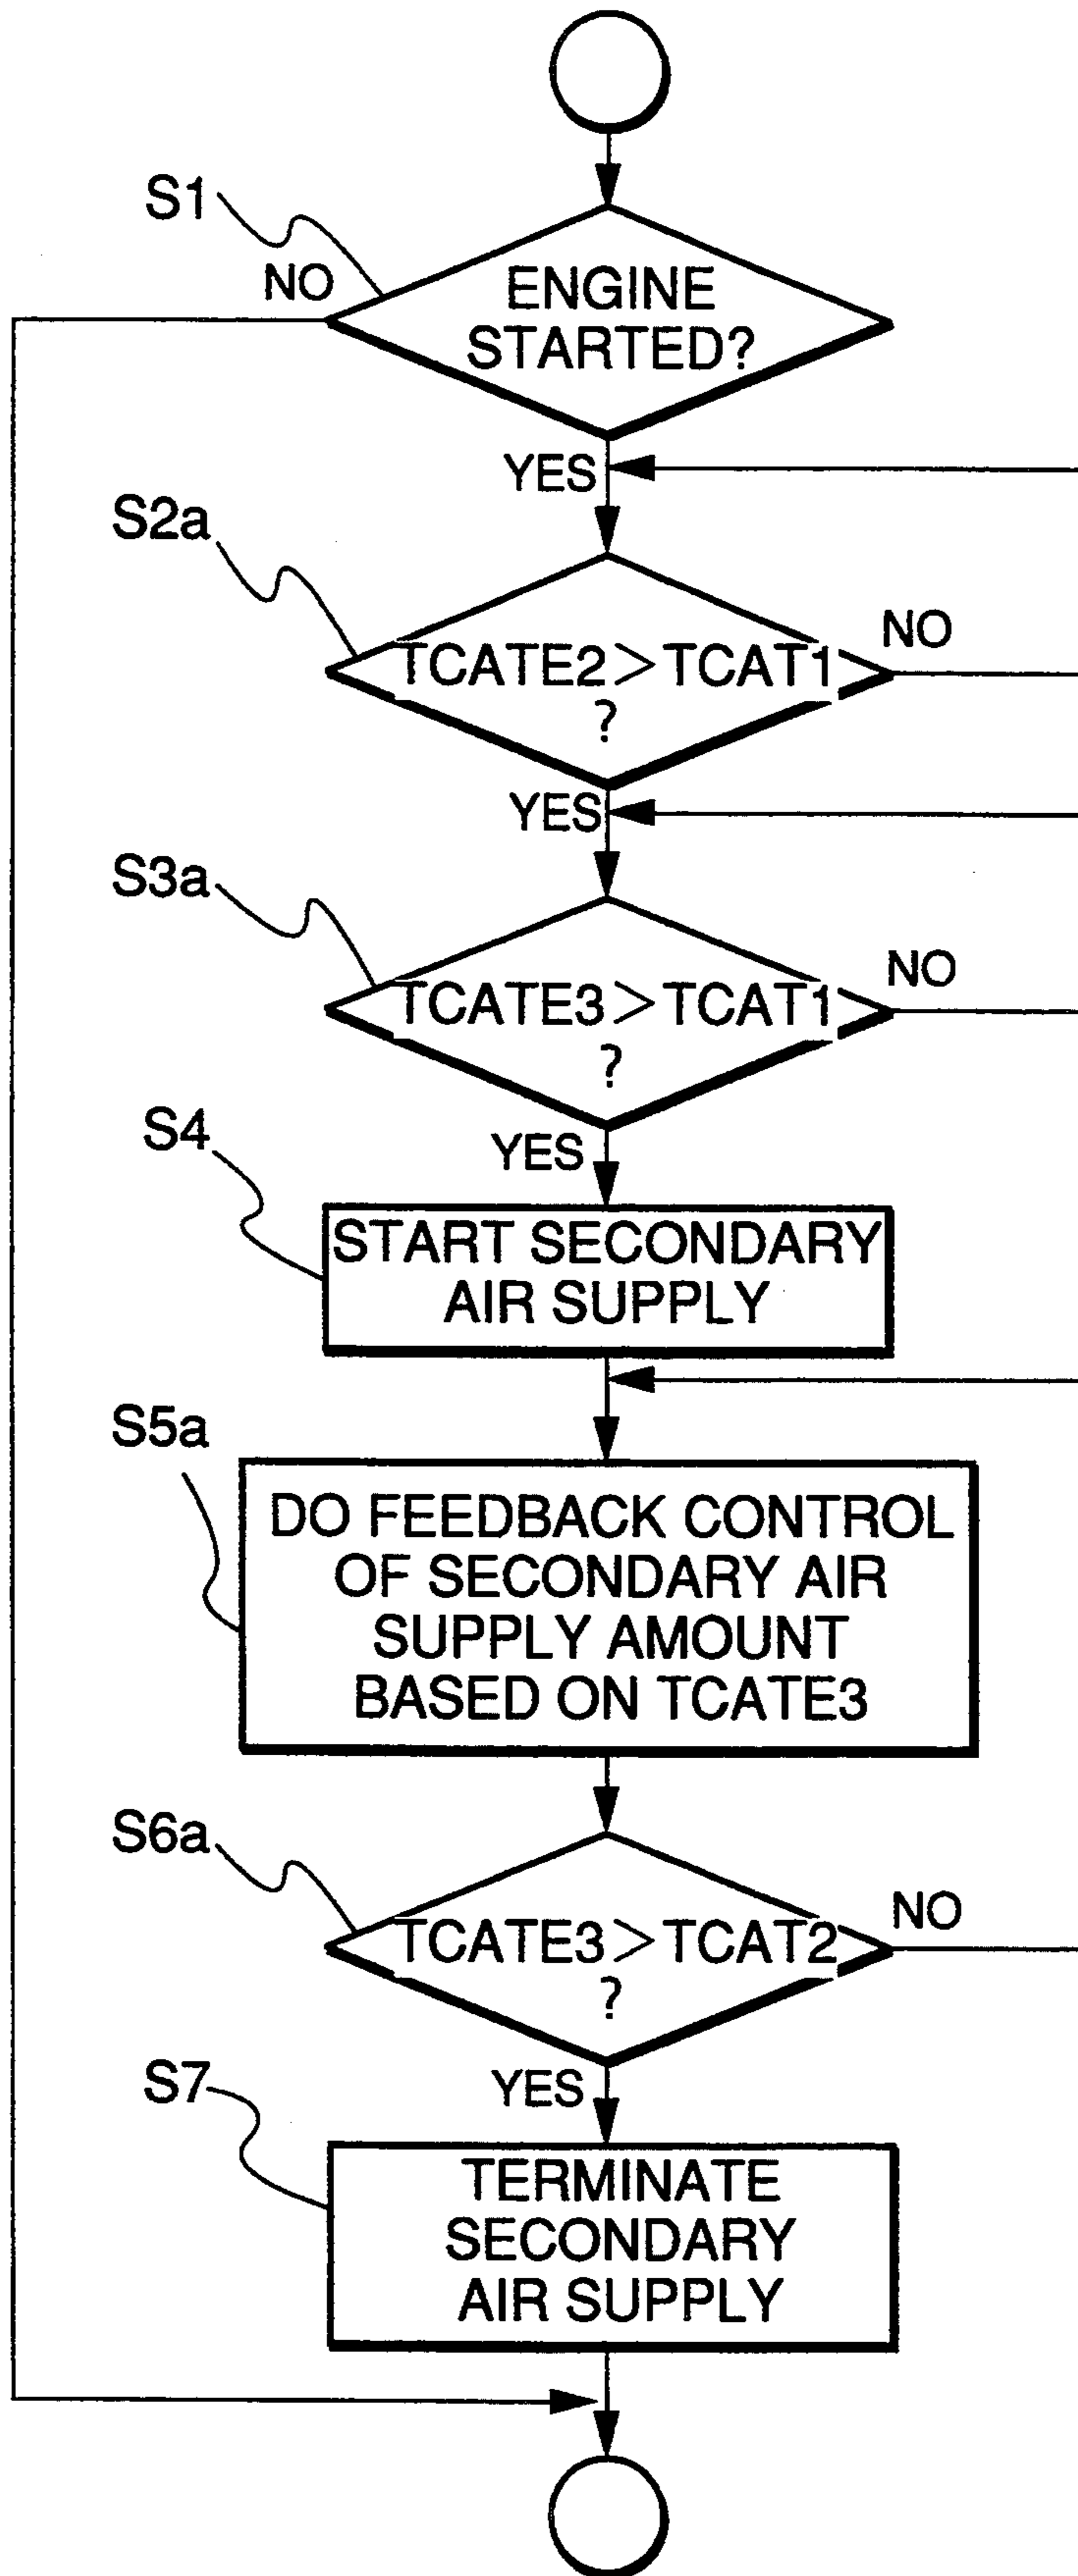 S1
NO
ENGINE
STARTED?
YES
S2a
TCATE2>TCAT1
?
NO
YES
S3a
TCATE3>TCAT1
?
NO
YES
S4
START SECONDARY
AIR SUPPLY
S5a
DO FEEDBACK CONTROL
OF SECONDARY AIR
SUPPLY AMOUNT
BASED ON TCATE3
S6a
TCATE3>TCAT2
?
NO
YES
S7
TERMINATE
SECONDARY
AIR SUPPLY